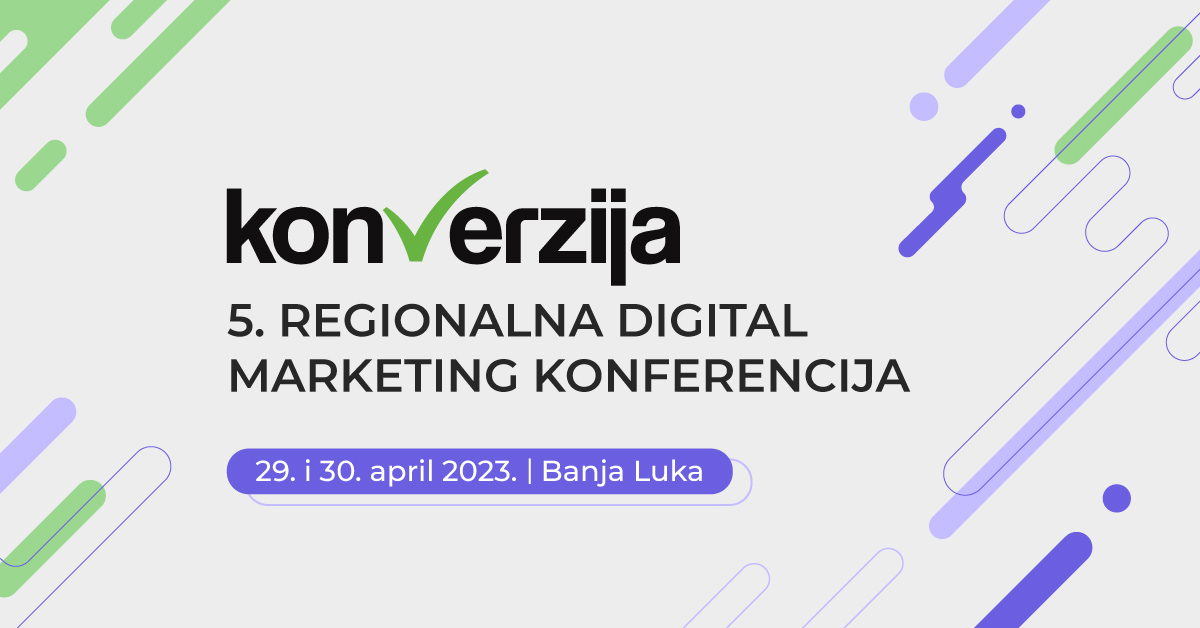 konverzija
5. REGIONALNA DIGITAL
MARKETING KONFERENCIJA
29. i 30. april 2023. | Banja Luka